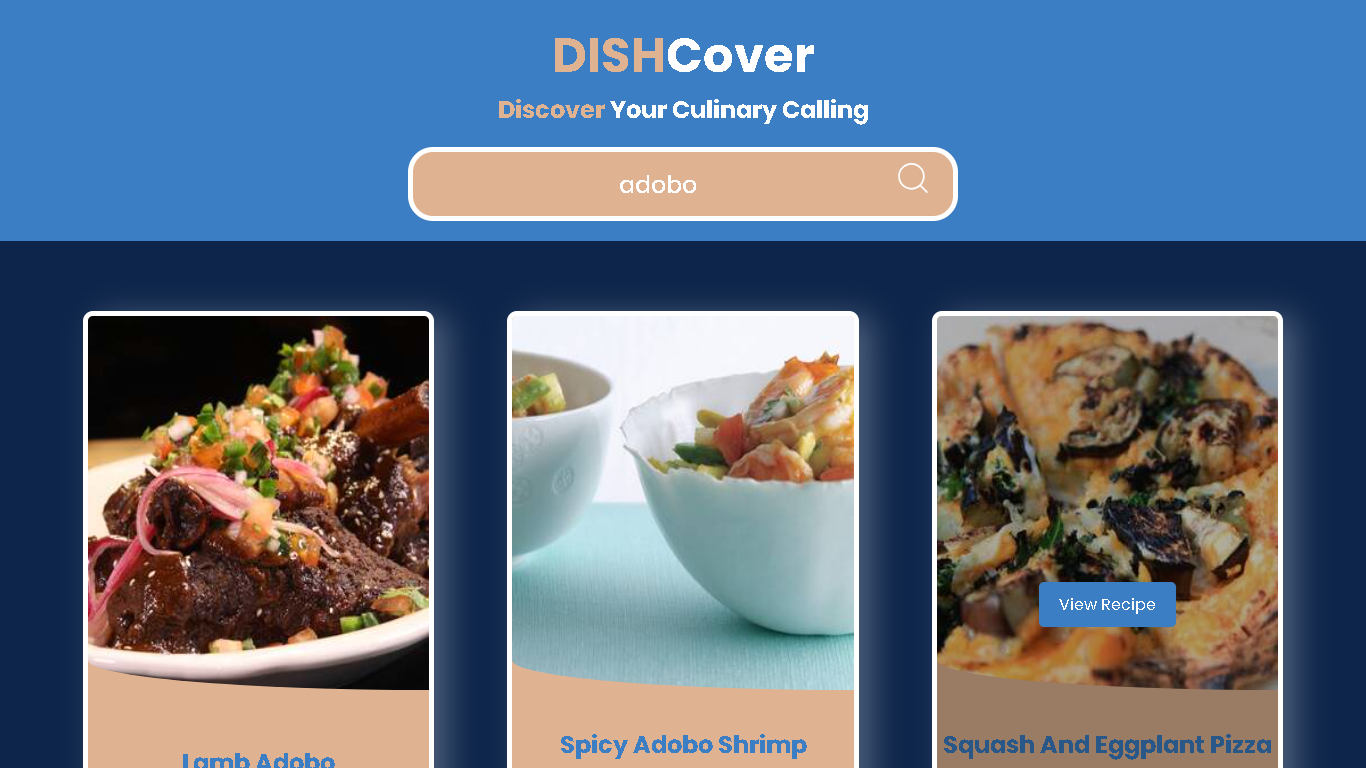 DISHCover
Discover Your Culinary Calling
adobo
View Recipe
Lamb Adobo
Spicy Adobo Shrimp
Squash And Eggplant Pizza